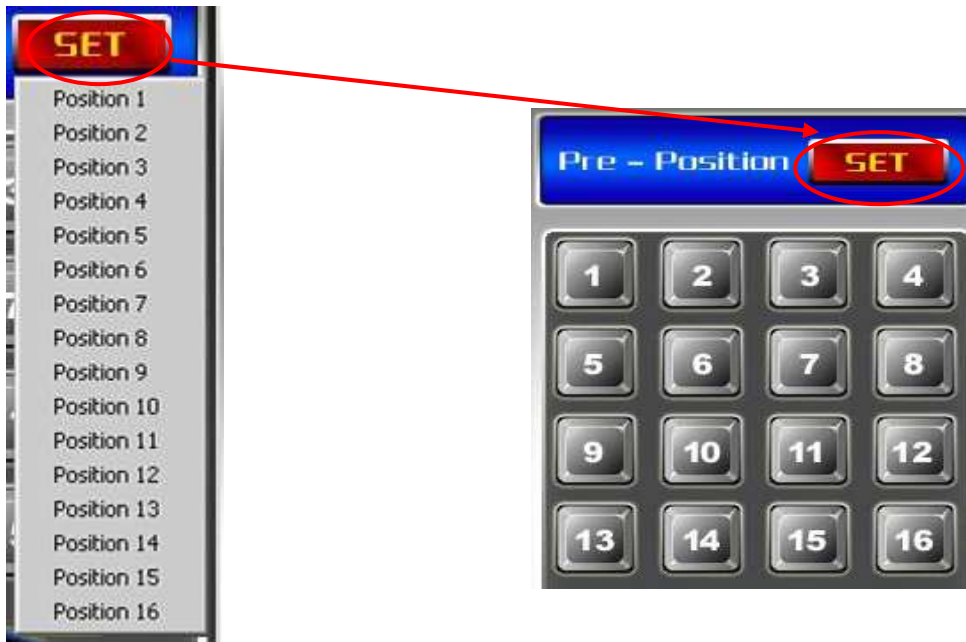 SET
Position 1
Position 2
Position 3
Position 4
Position 5
Position 6
Position 7
Position 8
Position 9
Position 10
Position 11
Position 12
Position 13
Position 14
Position 15
Position 16
Pre - Position SET
1 2 3 4
5 6 7 8
9 10 11 12
13 14 15 16